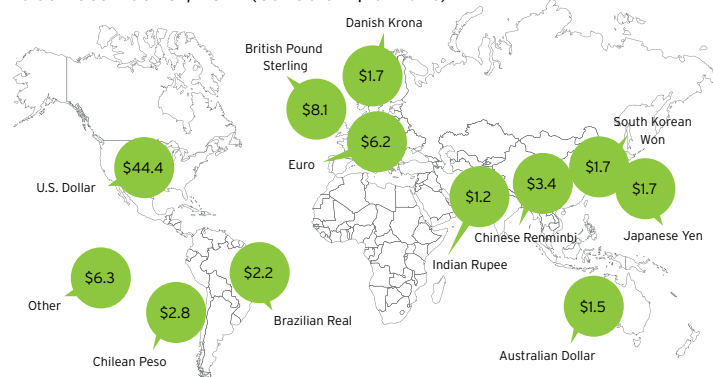 Danish Krona
$1.7
British Pound
Sterling
$8.1
$6.2
Euro
South Korean
Won
$1.7
$44.4
U.S. Dollar
$1.2
$3.4
$1.7
Chinese Renminbi
Japanese Yen
Indian Rupee
$6.3
Other
$2.2
Brazilian Real
$2.8
Chilean Peso
$1.5
Australian Dollar